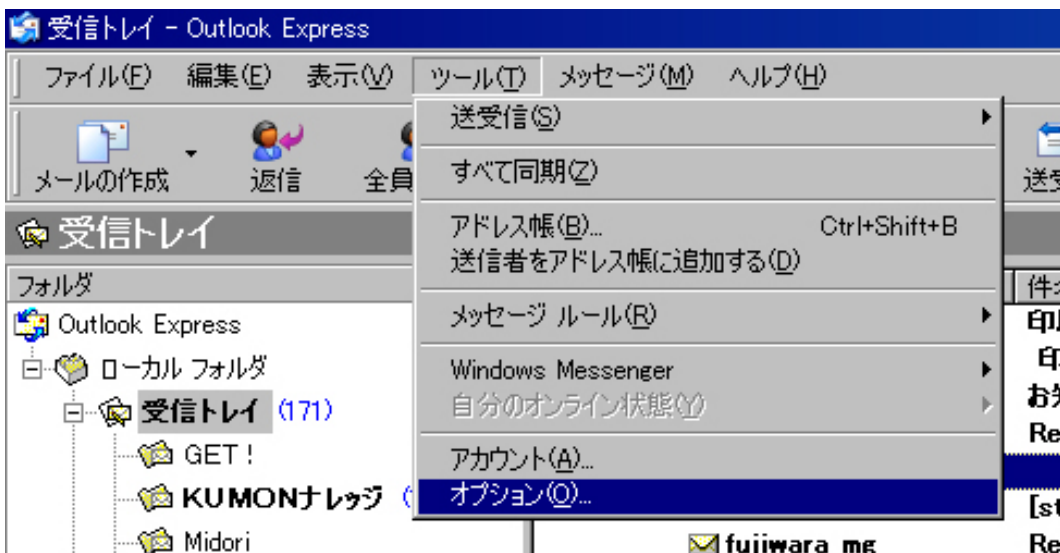 受信トレイ - Outlook Express
ファイル(F) 編集(E) 表示(V) ツール(T) メッセージ(M) ヘルプ(H)
メールの作成 返信 全員 送受
送受信(S)
すべて同期(Z)
アドレス帳(B)... Ctrl+Shift+B
送信者をアドレス帳に追加する(D)
メッセージ ルール(R)
Windows Messenger
自分のオンライン状態(Y)
アカウント(A)...
オプション(O)...
受信トレイ
フォルダ
Outlook Express
ローカル フォルダ
受信トレイ (171)
GET !
KUMONナレッジ (
Midori
件名
印
印
お知
Re
[st
fujiwara mg Re